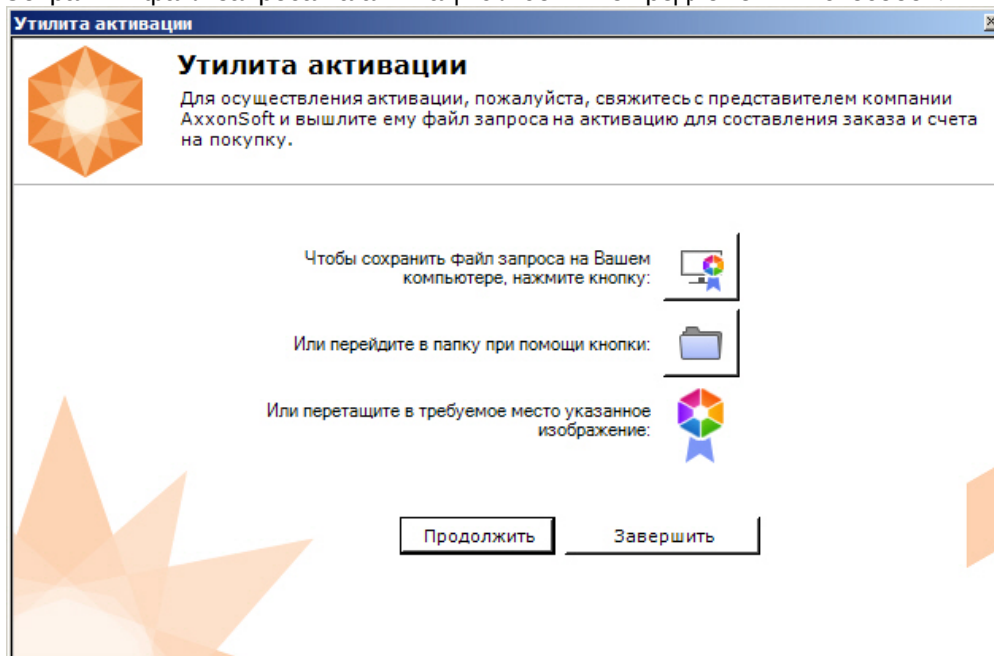 Утилита активации
Утилита активации
Для осуществления активации, пожалуйста, свяжитесь с представителем компании
AxxonSoft и вышлите ему файл запроса на активацию для составления заказа и счета
на покупку.
Чтобы сохранить файл запроса на Вашем
компьютере, нажмите кнопку:
Или перейдите в папку при помощи кнопки:
Или перетащите в требуемое место указанное
изображение:
Продолжить
Завершить